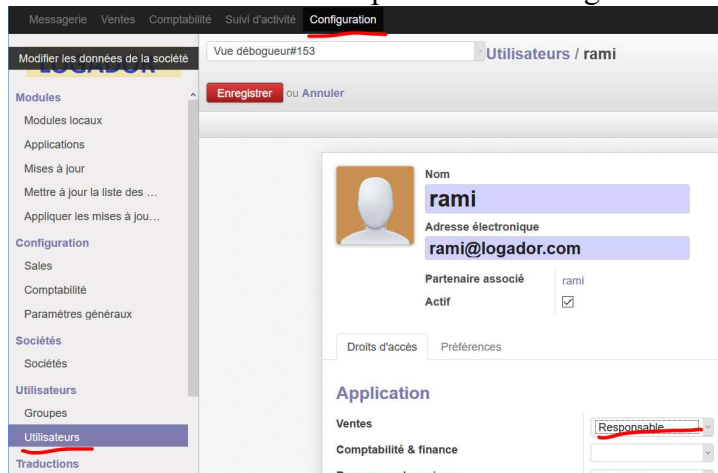 Messagerie Ventes Comptabilité Suivi d'activité Configuration
Modifier les données de la société
LOGADOR
Vue débogueur#153
Utilisateurs / rami
Enregistrer ou Annuler
Modules
Modules locaux
Applications
Mises à jour
Mettre à jour la liste des ...
Appliquer les mises à jou...
Configuration
Sales
Comptabilité
Paramètres généraux
Sociétés
Sociétés
Utilisateurs
Groupes
Utilisateurs
Traductions
Nom
rami
Adresse électronique
rami@logador.com
Partenaire associé rami
Actif
Droits d'accès Préférences
Application
Ventes Responsable
Comptabilité & finance